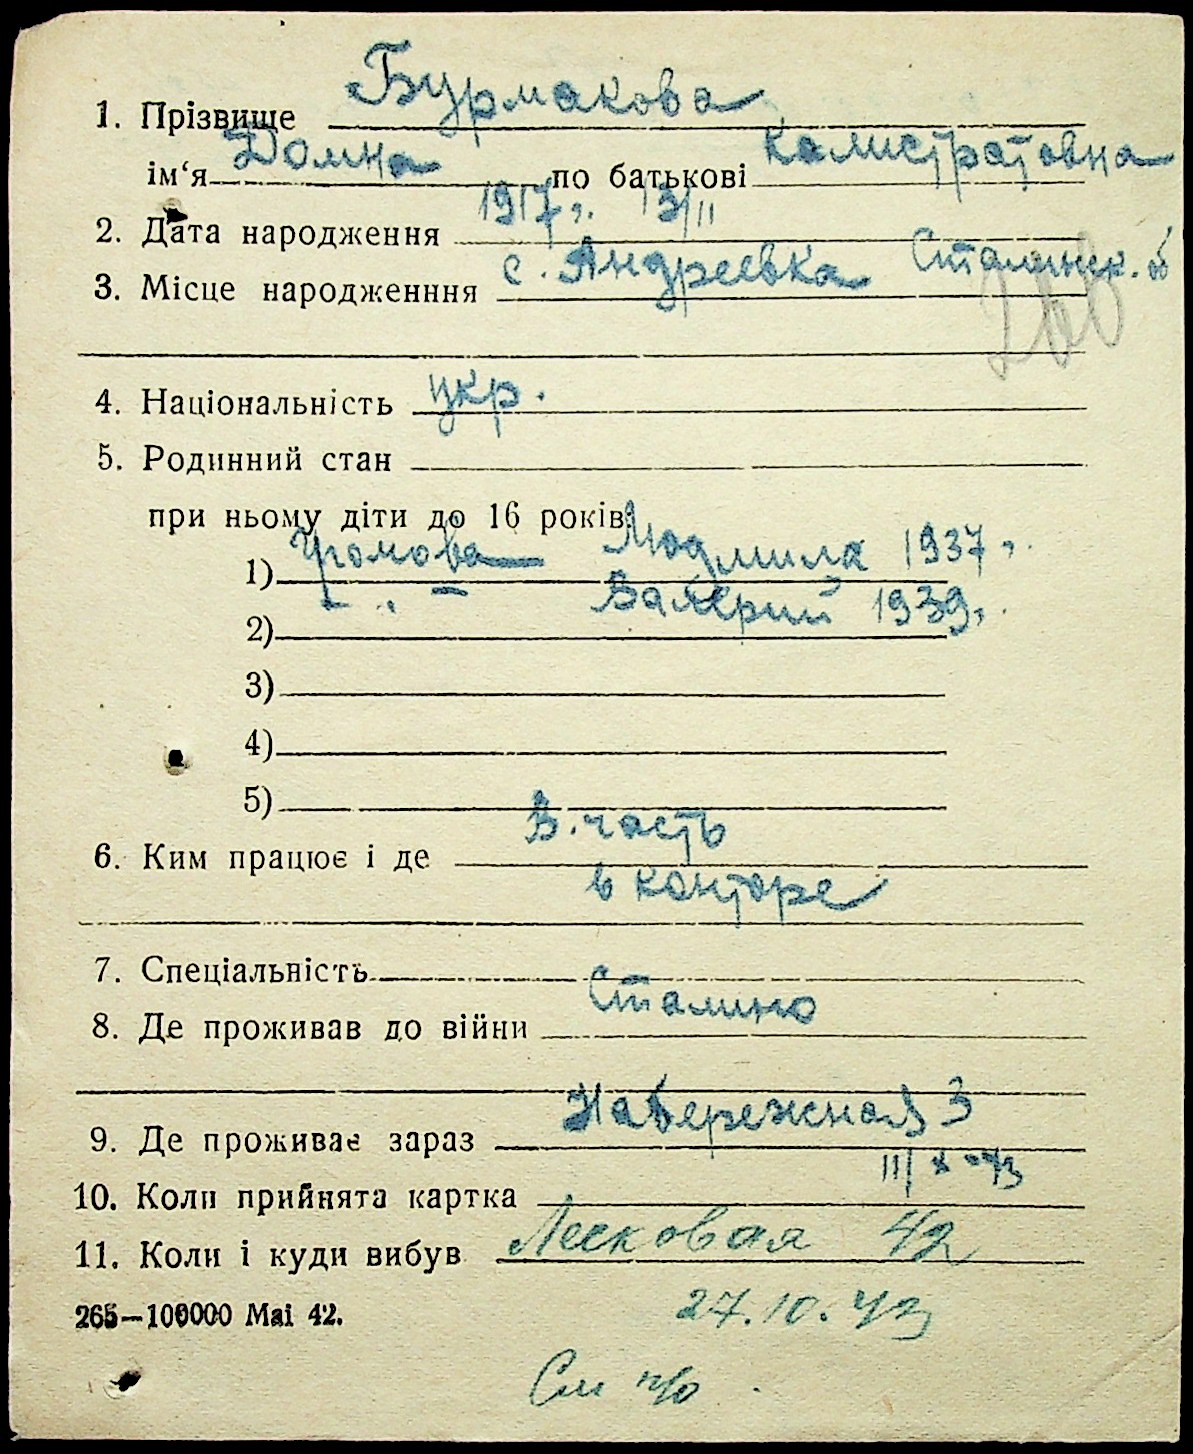 1. Прізвище Бурмакова
ім‘я Домна по батькові Калистратовна
2. Дата народження 1917 г. 13/II
3. Місце народженння с. Андреевка Сталинск. об
200
4. Національність укр.
5. Родинний стан
при ньому діти до 16 років:
1) Громова Людмила 1937 г.
2) – „ – Валерий 1939 г.
3)
4)
5)
6. Ким працює і де В. часть
в конторе
7. Спеціальність
8. Де проживав до війни Сталино
9. Де проживає зараз Набережная 3
10. Коли прийнята картка III/X-43
11. Коли і куди вибув Лесковая 42
265—100000 Mai 42. 27.10.43
См н/о